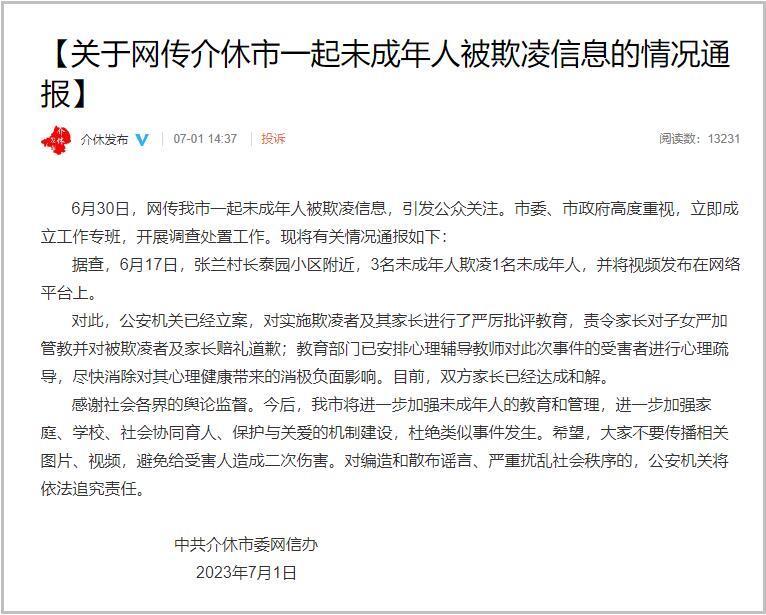 【关于网传介休市一起未成年人被欺凌信息的情况通
报】
介休发布 07-01 14:37 投诉 阅读数：13231
6月30日，网传我市一起未成年人被欺凌信息，引发公众关注。市委、市政府高度重视，立即成
立工作专班，开展调查处置工作。现将有关情况通报如下：
据查，6月17日，张兰村长泰园小区附近，3名未成年人欺凌1名未成年人，并将视频发布在网络
平台上。
对此，公安机关已经立案，对实施欺凌者及其家长进行了严厉批评教育，责令家长对子女严加
管教并对被欺凌者及家长赔礼道歉；教育部门已安排心理辅导教师对此次事件的受害者进行心理疏
导，尽快消除对其心理健康带来的消极负面影响。目前，双方家长已经达成和解。
感谢社会各界的舆论监督。今后，我市将进一步加强未成年人的教育和管理，进一步加强家
庭、学校、社会协同育人、保护与关爱的机制建设，杜绝类似事件发生。希望，大家不要传播相关
图片、视频，避免给受害人造成二次伤害。对编造和散布谣言、严重扰乱社会秩序的，公安机关将
依法追究责任。
中共介休市委网信办
2023年7月1日